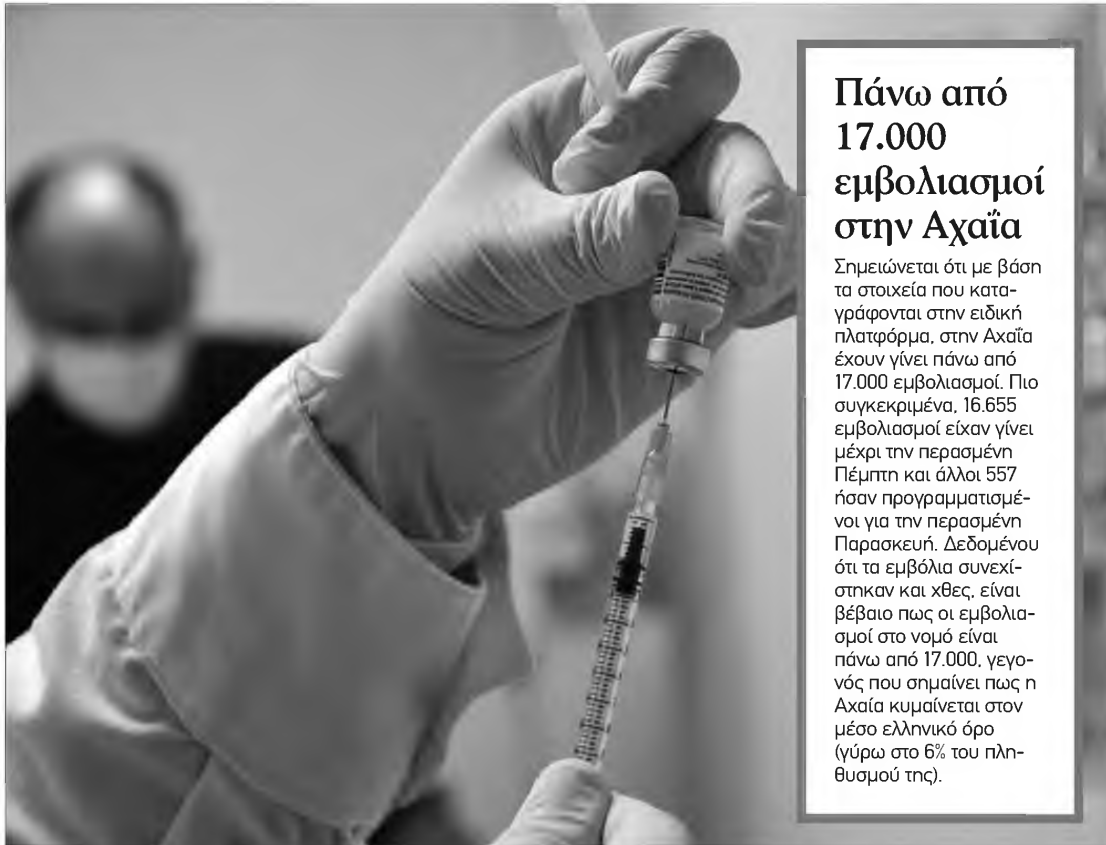 Πάνω από
17.000
εμβολιασμοί
στην Αχαΐα
Σημειώνεται ότι με βάση
τα στοιχεία που κατα-
γράφονται στην ειδική
πλατφόρμα, στην Αχαΐα
έχουν γίνει πάνω από
17.000 εμβολιασμοί. Πιο
συγκεκριμένα, 16.655
εμβολιασμοί είχαν γίνει
μέχρι την περασμένη
Πέμπτη και άλλοι 557
ήσαν προγραμματισμέ-
νοι για την περασμένη
Παρασκευή. Δεδομένου
ότι τα εμβόλια συνεχί-
στηκαν και χθες, είναι
βέβαιο πως οι εμβολια-
σμοί στο νομό είναι
πάνω από 17.000, γεγο-
νός που σημαίνει πως η
Αχαία κυμαίνεται στον
μέσο ελληνικό όρο
(γύρω στο 6% του πλη-
θυσμού της).